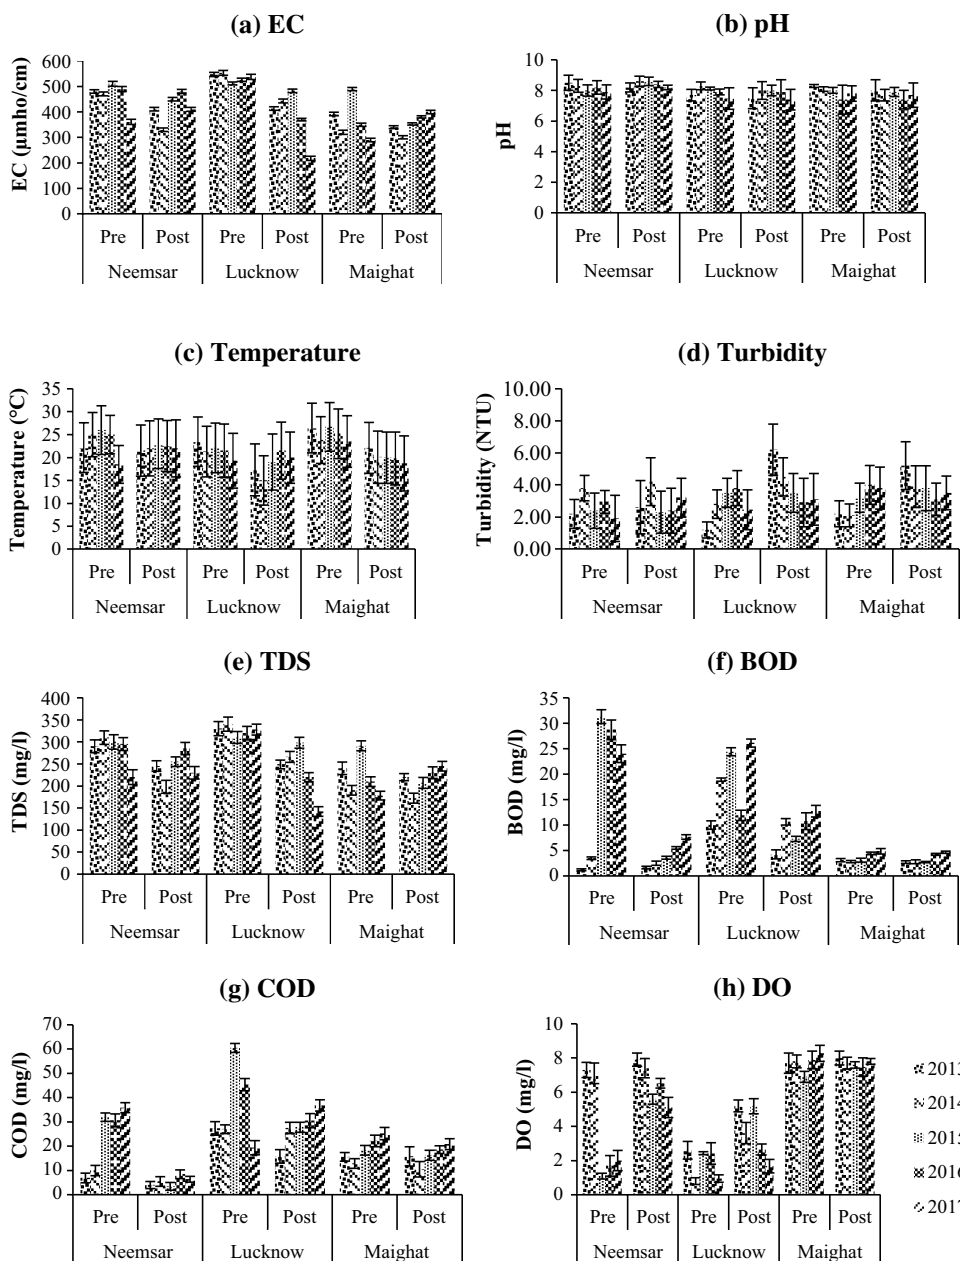 (a) EC
EC (µmho/cm)
600
500
400
300
200
100
0
Pre Post Pre Post Pre Post
Neemsar Lucknow Maighat
(b) pH
pH
10
8
6
4
2
0
Pre Post Pre Post Pre Post
Neemsar Lucknow Maighat
(c) Temperature
Temperature (°C)
35
30
25
20
15
10
5
0
Pre Post Pre Post Pre Post
Neemsar Lucknow Maighat
(d) Turbidity
Turbidity (NTU)
10.00
8.00
6.00
4.00
2.00
0.00
Pre Post Pre Post Pre Post
Neemsar Lucknow Maighat
(e) TDS
TDS (mg/l)
400
350
300
250
200
150
100
50
0
Pre Post Pre Post Pre Post
Neemsar Lucknow Maighat
(f) BOD
BOD (mg/l)
35
30
25
20
15
10
5
0
Pre Post Pre Post Pre Post
Neemsar Lucknow Maighat
(g) COD
COD (mg/l)
70
60
50
40
30
20
10
0
Pre Post Pre Post Pre Post
Neemsar Lucknow Maighat
(h) DO
DO (mg/l)
10
8
6
4
2
0
Pre Post Pre Post Pre Post
Neemsar Lucknow Maighat
2013
2014
2015
2016
2017